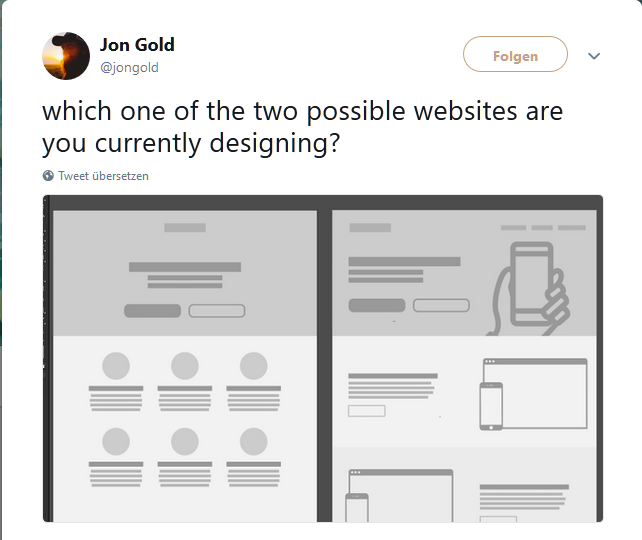 Jon Gold
@jongold
Folgen
which one of the two possible websites are
you currently designing?
Tweet übersetzen